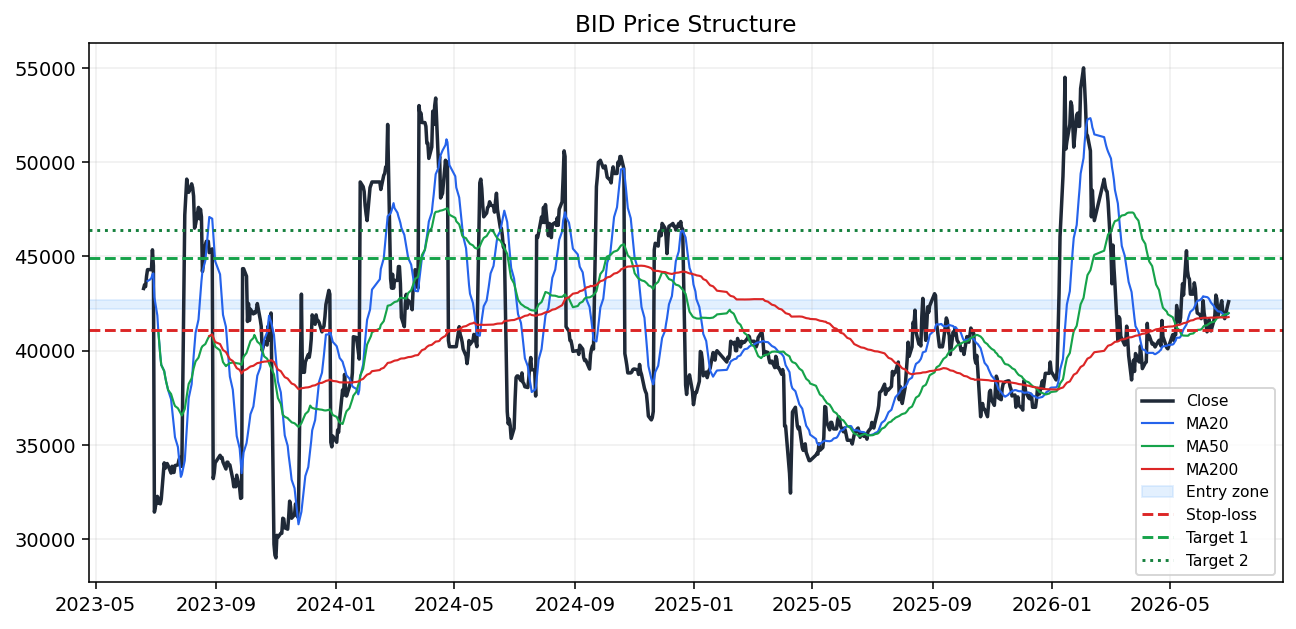 BID Price Structure
55000
50000
45000
40000
35000
30000
2023-05
2023-09
2024-01
2024-05
2024-09
2025-01
2025-05
2025-09
2026-01
2026-05
Close
MA20
MA50
MA200
Entry zone
Stop-loss
Target 1
Target 2